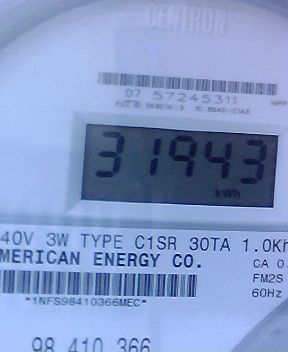 CENTRON
07 57245311
31943
kWh
40V 3W TYPE C1SR 30TA 1.0Kh
MERICAN ENERGY CO.
CA 0.
FM2S
60Hz
*1NFS98410366MEC*
98 410 366